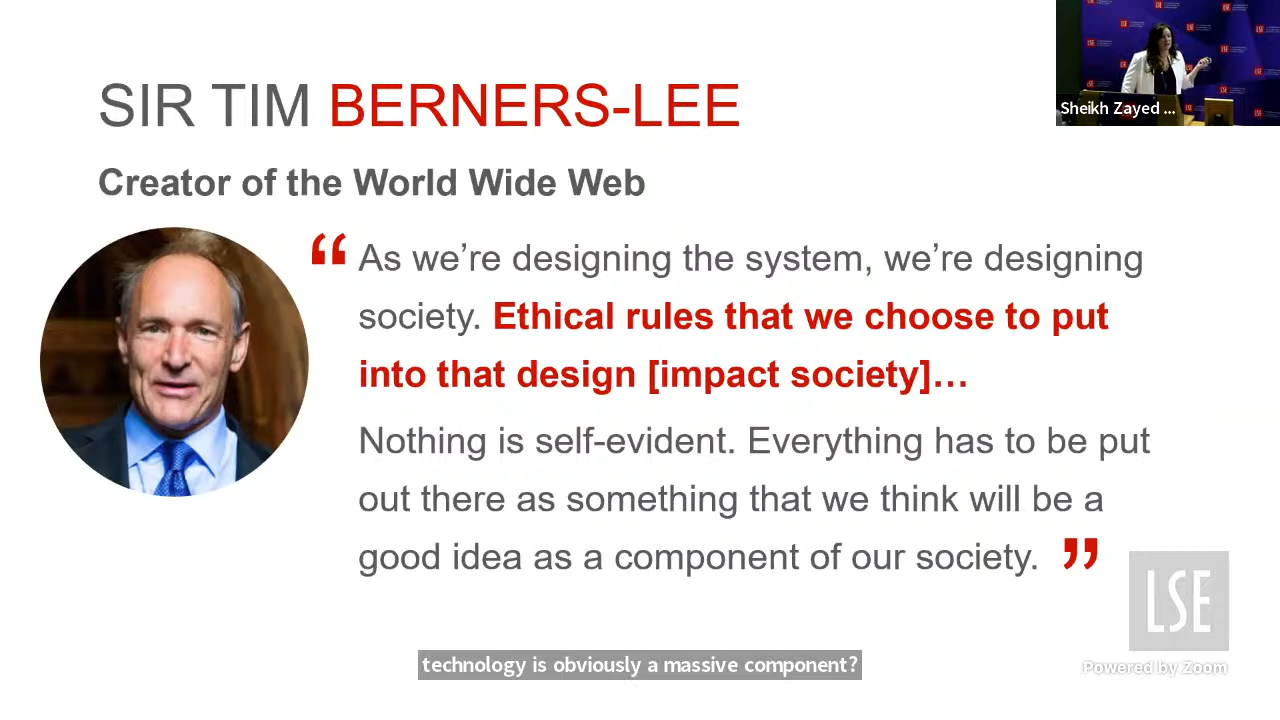 SIR TIM BERNERS-LEE
Sheikh Zayed ...
Creator of the World Wide Web
“ As we’re designing the system, we’re designing
society. Ethical rules that we choose to put
into that design [impact society]…
Nothing is self-evident. Everything has to be put
out there as something that we think will be a
good idea as a component of our society. ”
LSE
technology is obviously a massive component?
Powered by Zoom